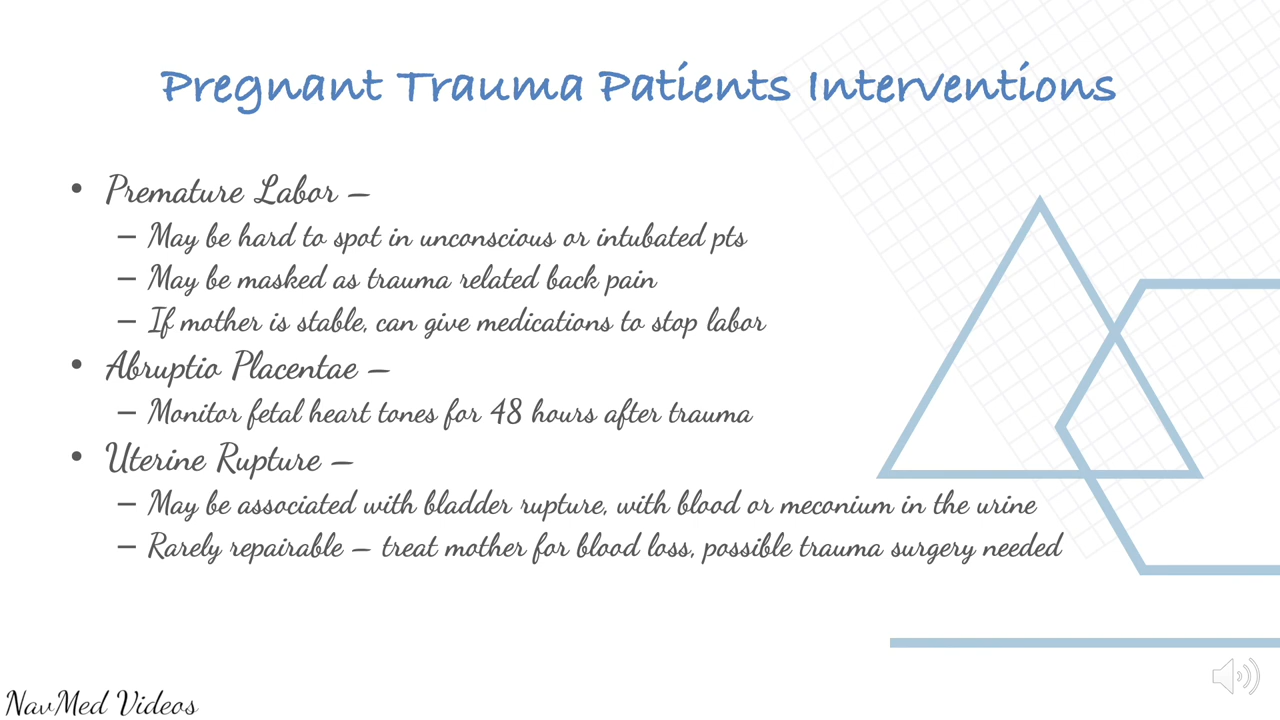 Pregnant Trauma Patients Interventions
• Premature Labor –
– May be hard to spot in unconscious or intubated pts
– May be masked as trauma related back pain
– If mother is stable, can give medications to stop labor
• Abruptio Placentae –
– Monitor fetal heart tones for 48 hours after trauma
• Uterine Rupture –
– May be associated with bladder rupture, with blood or meconium in the urine
– Rarely repairable – treat mother for blood loss, possible trauma surgery needed
NavMed Videos